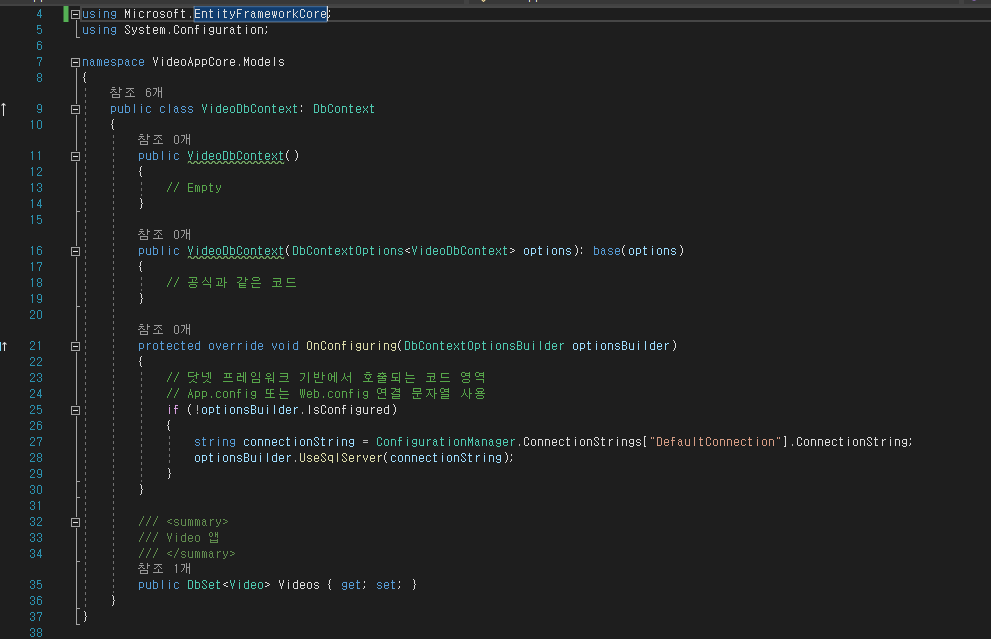 4 using Microsoft.EntityFrameworkCore;
5 using System.Configuration;
6
7 namespace VideoAppCore.Models
8 {
참조 6개
9 public class VideoDbContext: DbContext
10 {
참조 0개
11 public VideoDbContext()
12 {
13 // Empty
14 }
15
참조 0개
16 public VideoDbContext(DbContextOptions<VideoDbContext> options): base(options)
17 {
18 // 공식과 같은 코드
19 }
20
참조 0개
21 protected override void OnConfiguring(DbContextOptionsBuilder optionsBuilder)
22 {
23 // 닷넷 프레임워크 기반에서 호출되는 코드 영역
24 // App.config 또는 Web.config 연결 문자열 사용
25 if (!optionsBuilder.IsConfigured)
26 {
27 string connectionString = ConfigurationManager.ConnectionStrings["DefaultConnection"].ConnectionString;
28 optionsBuilder.UseSqlServer(connectionString);
29 }
30 }
31
32 /// <summary>
33 /// Video 앱
34 /// </summary>
참조 1개
35 public DbSet<Video> Videos { get; set; }
36 }
37 }
38